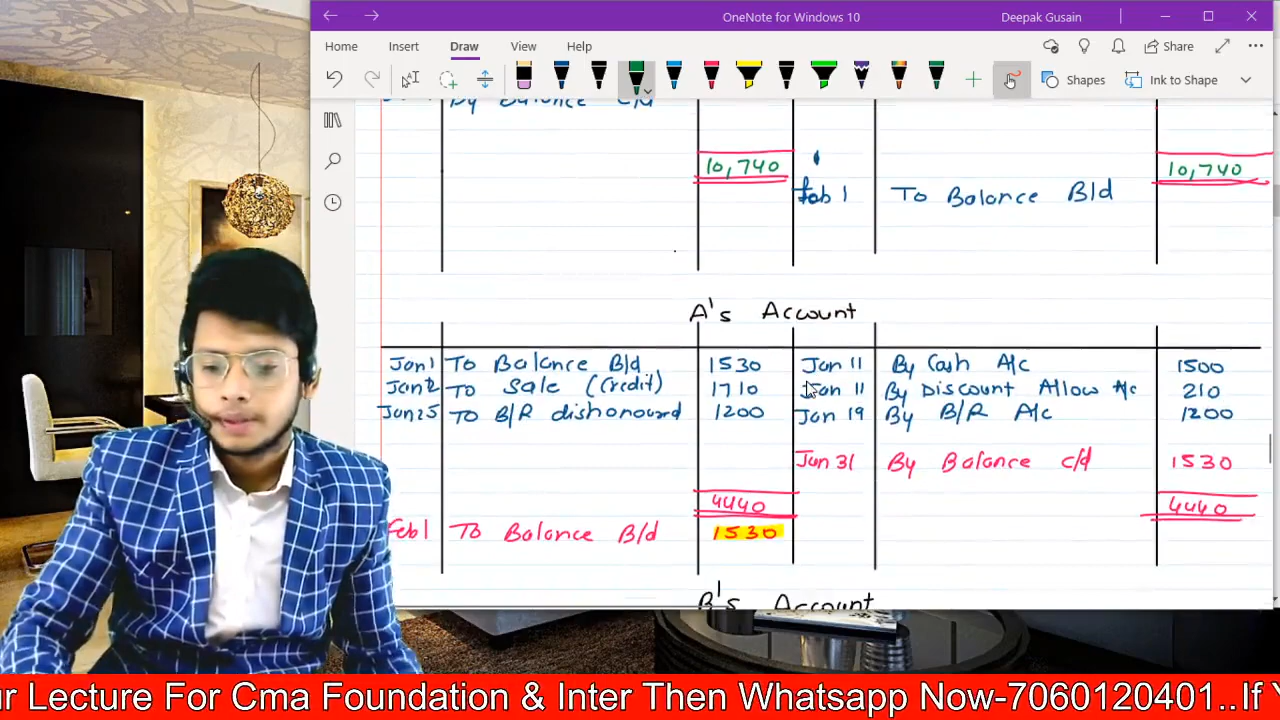 OneNote for Windows 10
Deepak Gusain
Home Insert Draw View Help
Share
Shapes
Ink to Shape
By Balance c/d
10,740
10,740
Feb 1 To Balance B/d
A's Account
Jan 1 To Balance B/d 1530 Jan 11 By Cash A/c 1500
Jan 2 To Sale (Credit) 1710 Jan 11 By Discount Allow A/c 210
Jan 25 To B/R dishonourd 1200 Jan 19 By B/R A/c 1200
Jan 31 By Balance c/d 1530
4440 4440
Feb 1 To Balance B/d 1530
B's Account
ur Lecture For Cma Foundation & Inter Then Whatsapp Now-7060120401..If Y